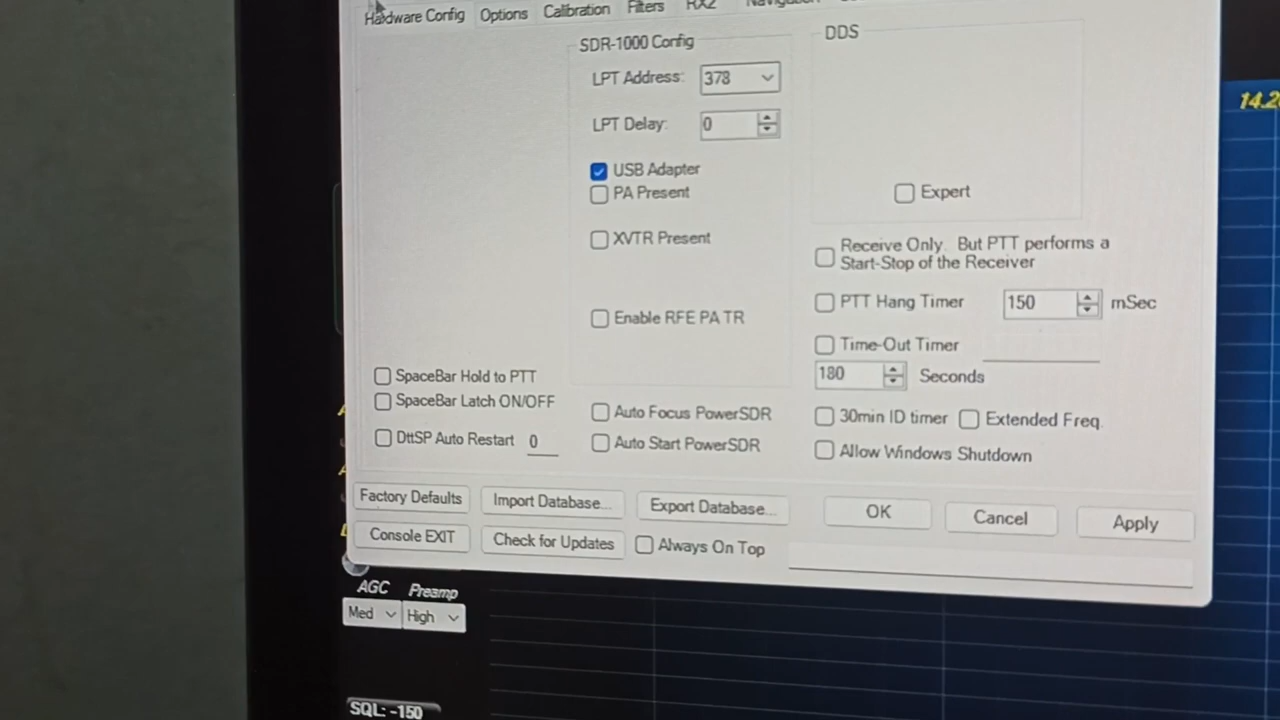 Hardware Config Options Calibration Filters RX2 Navigation
SDR-1000 Config
DDS
LPT Address: 378
LPT Delay: 0
USB Adapter
PA Present
Expert
XVTR Present
Receive Only. But PTT performs a
Start-Stop of the Receiver
PTT Hang Timer 150 mSec
Enable RFE PA TR
Time-Out Timer
180 Seconds
SpaceBar Hold to PTT
SpaceBar Latch ON/OFF
Auto Focus PowerSDR
30min ID timer Extended Freq.
DttSP Auto Restart 0
Auto Start PowerSDR
Allow Windows Shutdown
Factory Defaults Import Database... Export Database... OK Cancel Apply
Console EXIT Check for Updates Always On Top
AGC Preamp
Med High
SQL: -150
14.2